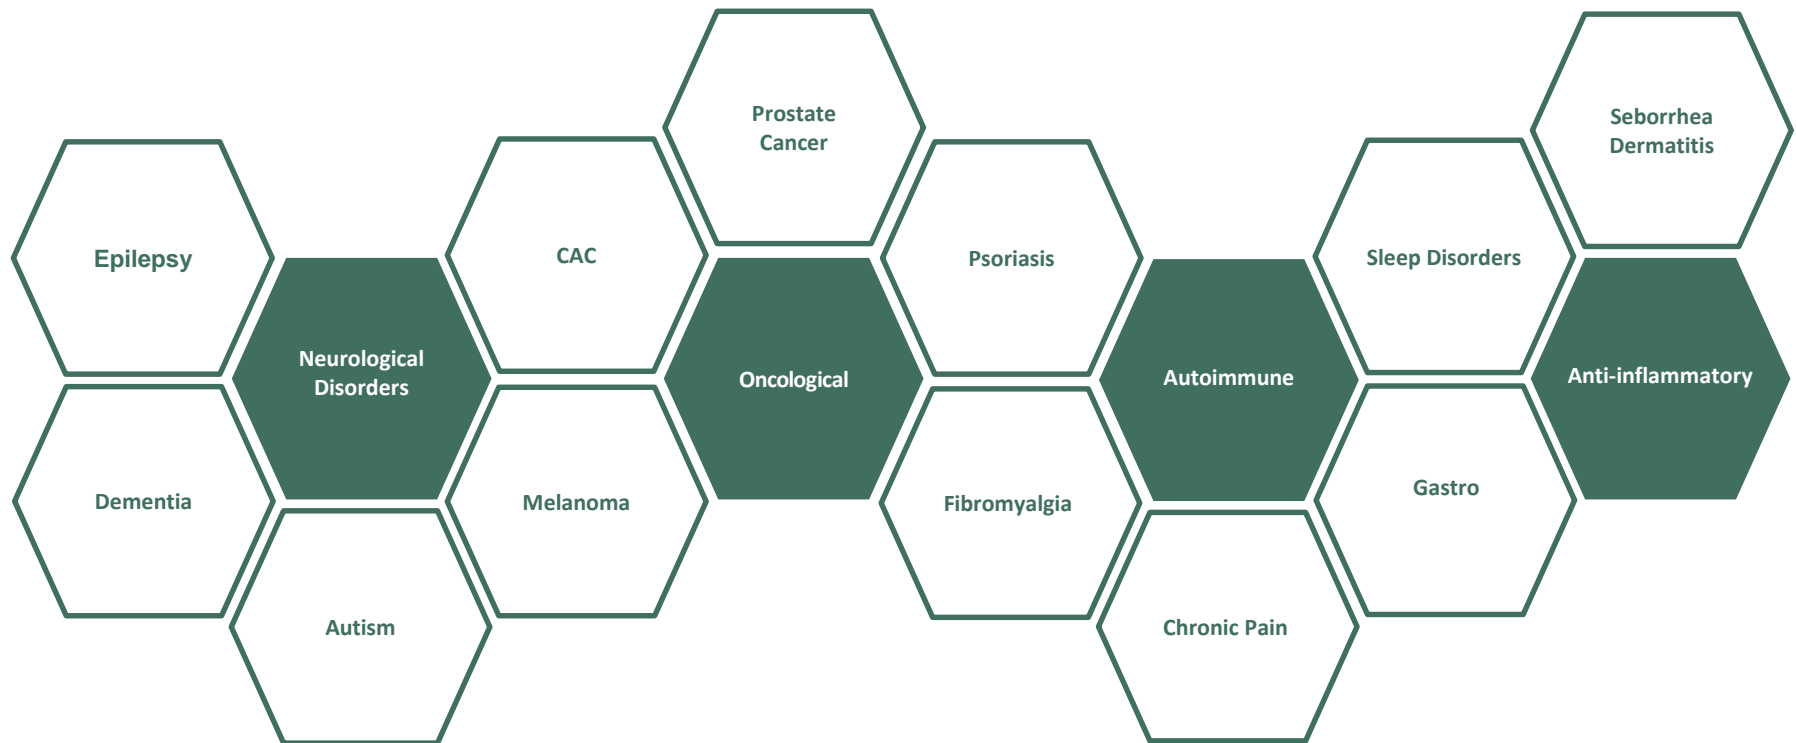 Prostate
Cancer
Seborrhea
Dermatitis
Epilepsy
CAC
Psoriasis
Sleep Disorders
Neurological
Disorders
Oncological
Autoimmune
Anti-inflammatory
Dementia
Melanoma
Fibromyalgia
Gastro
Autism
Chronic Pain